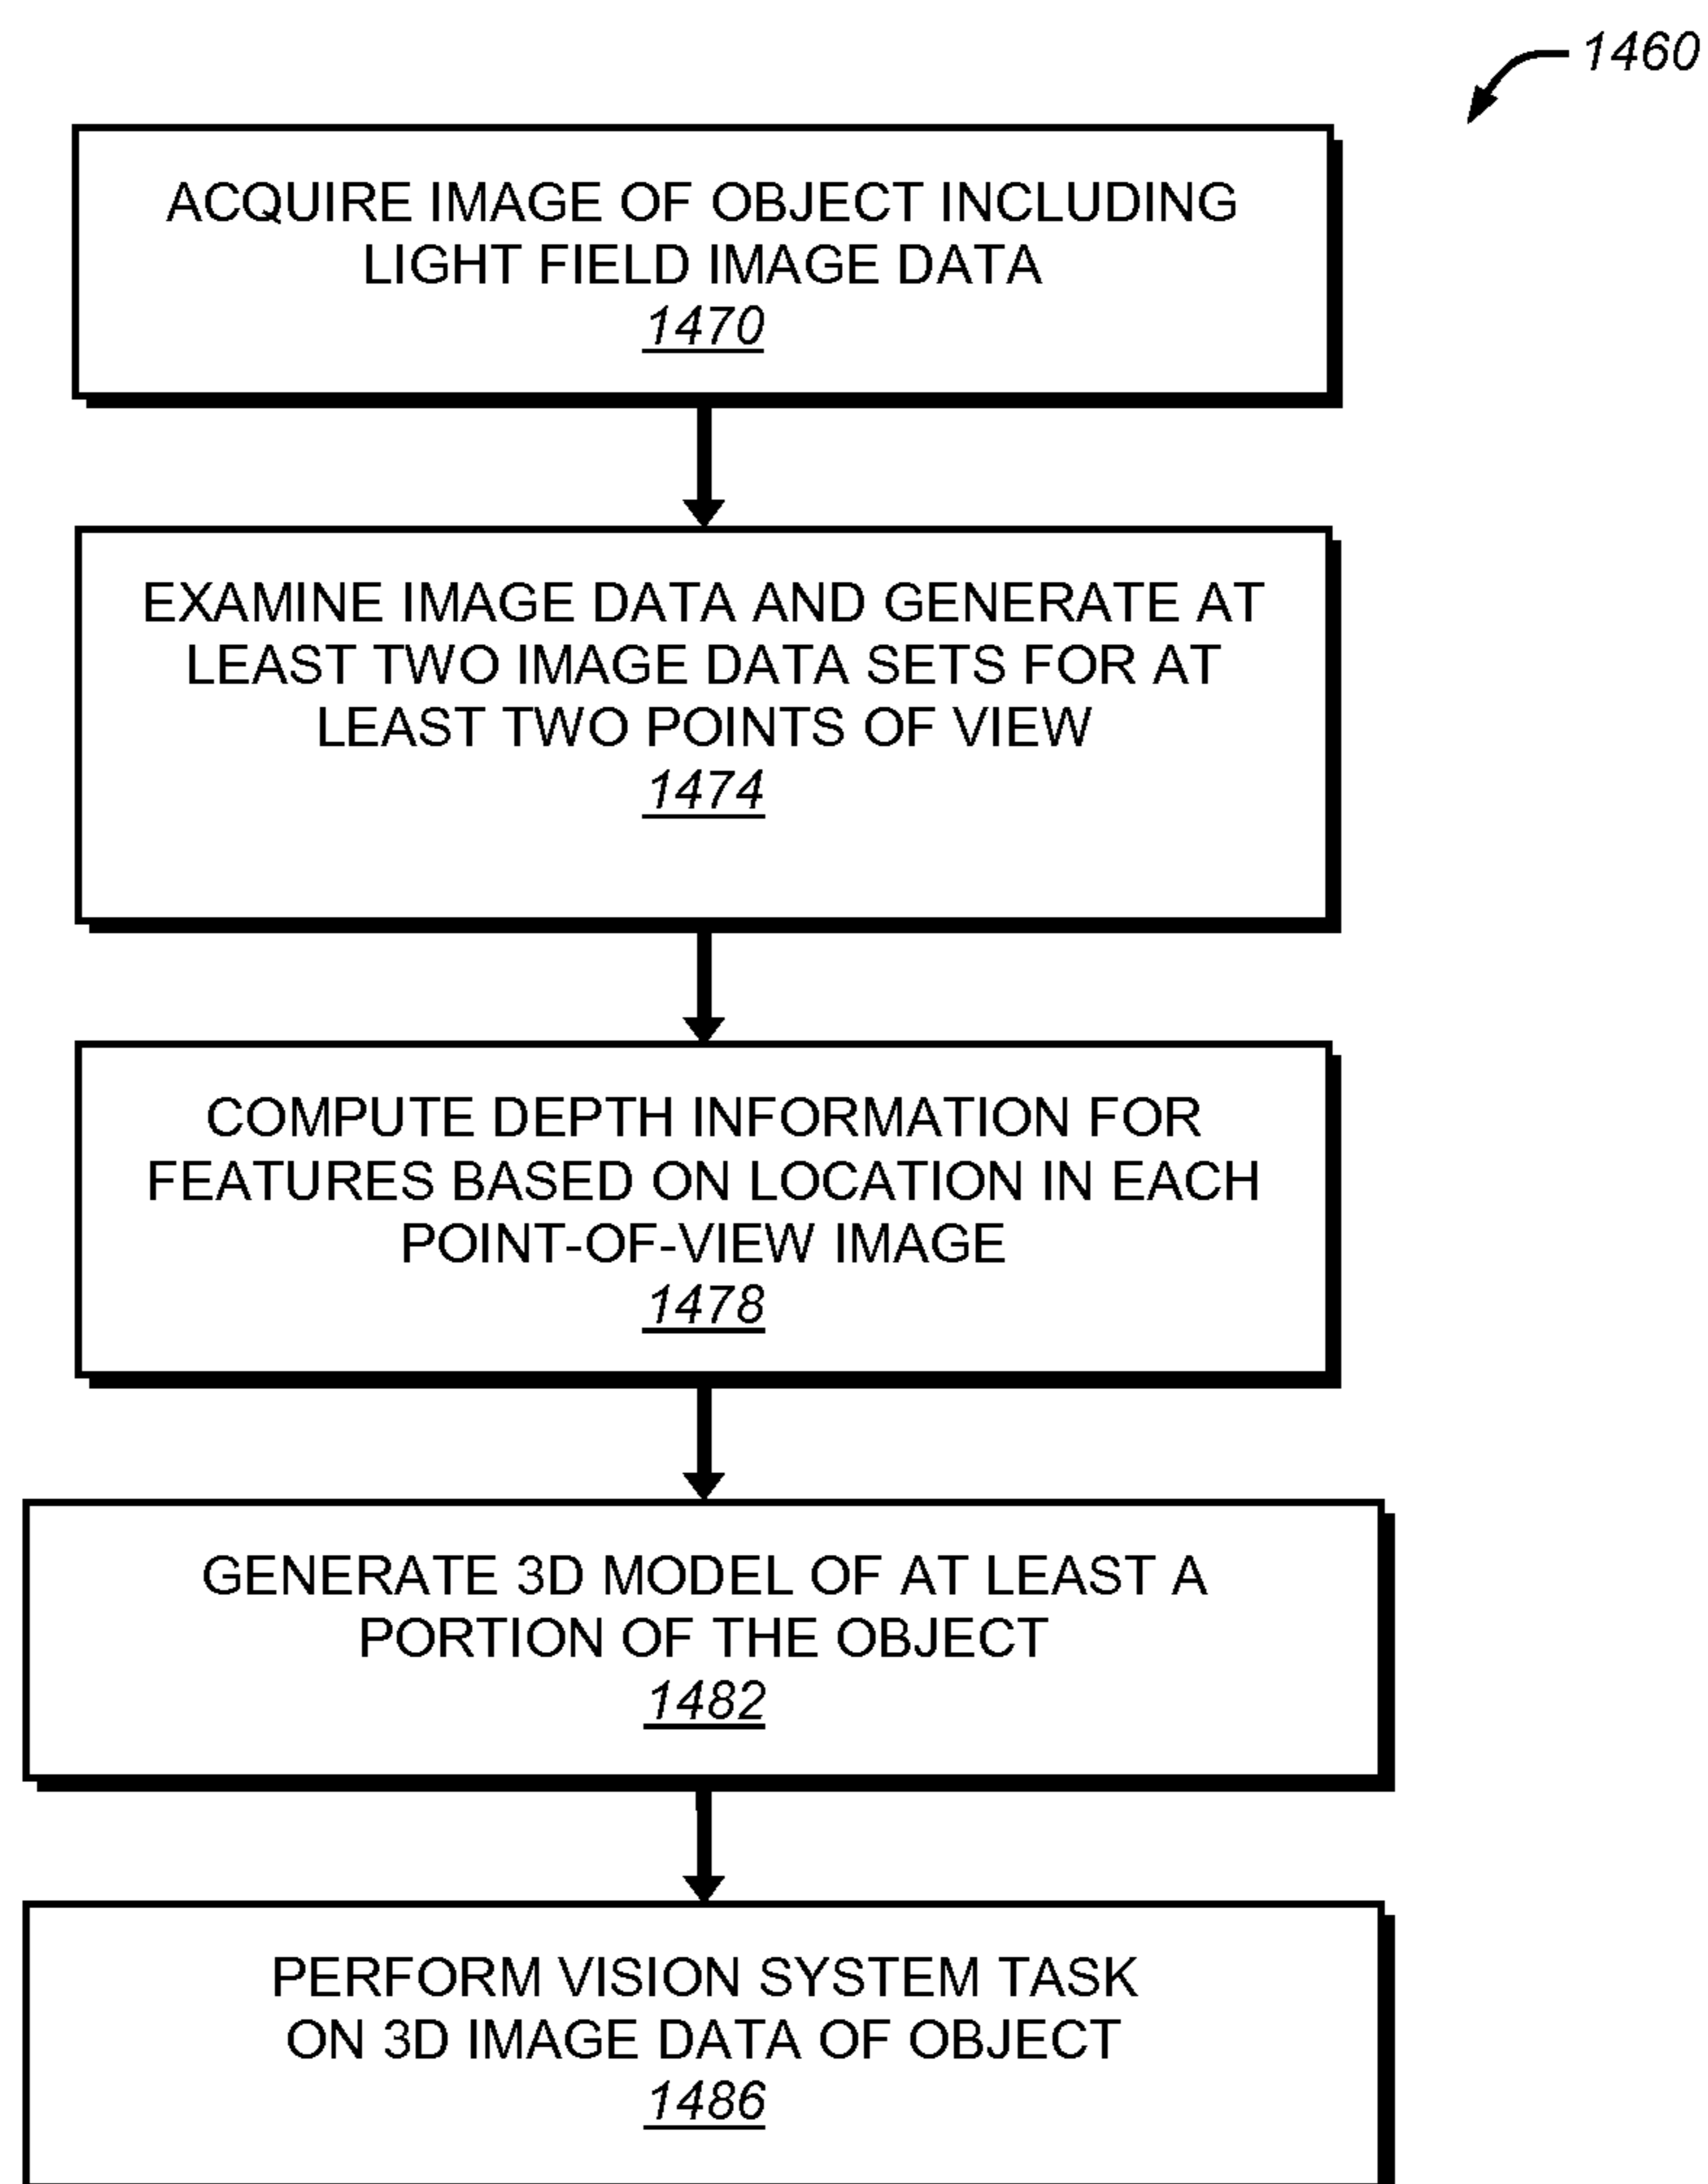 1460
ACQUIRE IMAGE OF OBJECT INCLUDING
LIGHT FIELD IMAGE DATA
1470
EXAMINE IMAGE DATA AND GENERATE AT
LEAST TWO IMAGE DATA SETS FOR AT
LEAST TWO POINTS OF VIEW
1474
COMPUTE DEPTH INFORMATION FOR
FEATURES BASED ON LOCATION IN EACH
POINT-OF-VIEW IMAGE
1478
GENERATE 3D MODEL OF AT LEAST A
PORTION OF THE OBJECT
1482
PERFORM VISION SYSTEM TASK
ON 3D IMAGE DATA OF OBJECT
1486